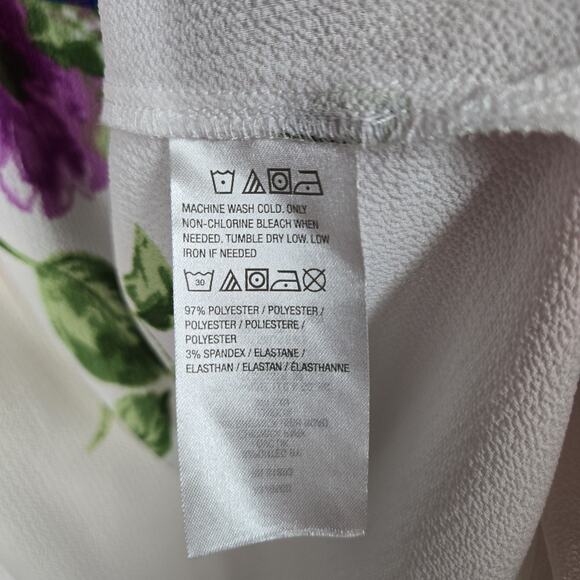 MACHINE WASH COLD. ONLY
NON-CHLORINE BLEACH WHEN
NEEDED. TUMBLE DRY LOW. LOW
IRON IF NEEDED
30
97% POLYESTER / POLYESTER /
POLYESTER / POLIESTERE /
POLYESTER
3% SPANDEX / ELASTANE /
ELASTHAN / ELASTAN / ÉLASTHANNE